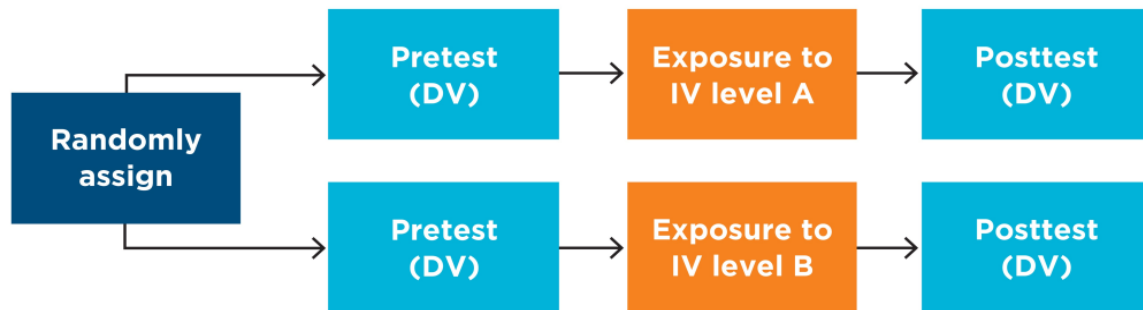 Randomly
assign
Pretest
(DV)
Exposure to
IV level A
Posttest
(DV)
Pretest
(DV)
Exposure to
IV level B
Posttest
(DV)